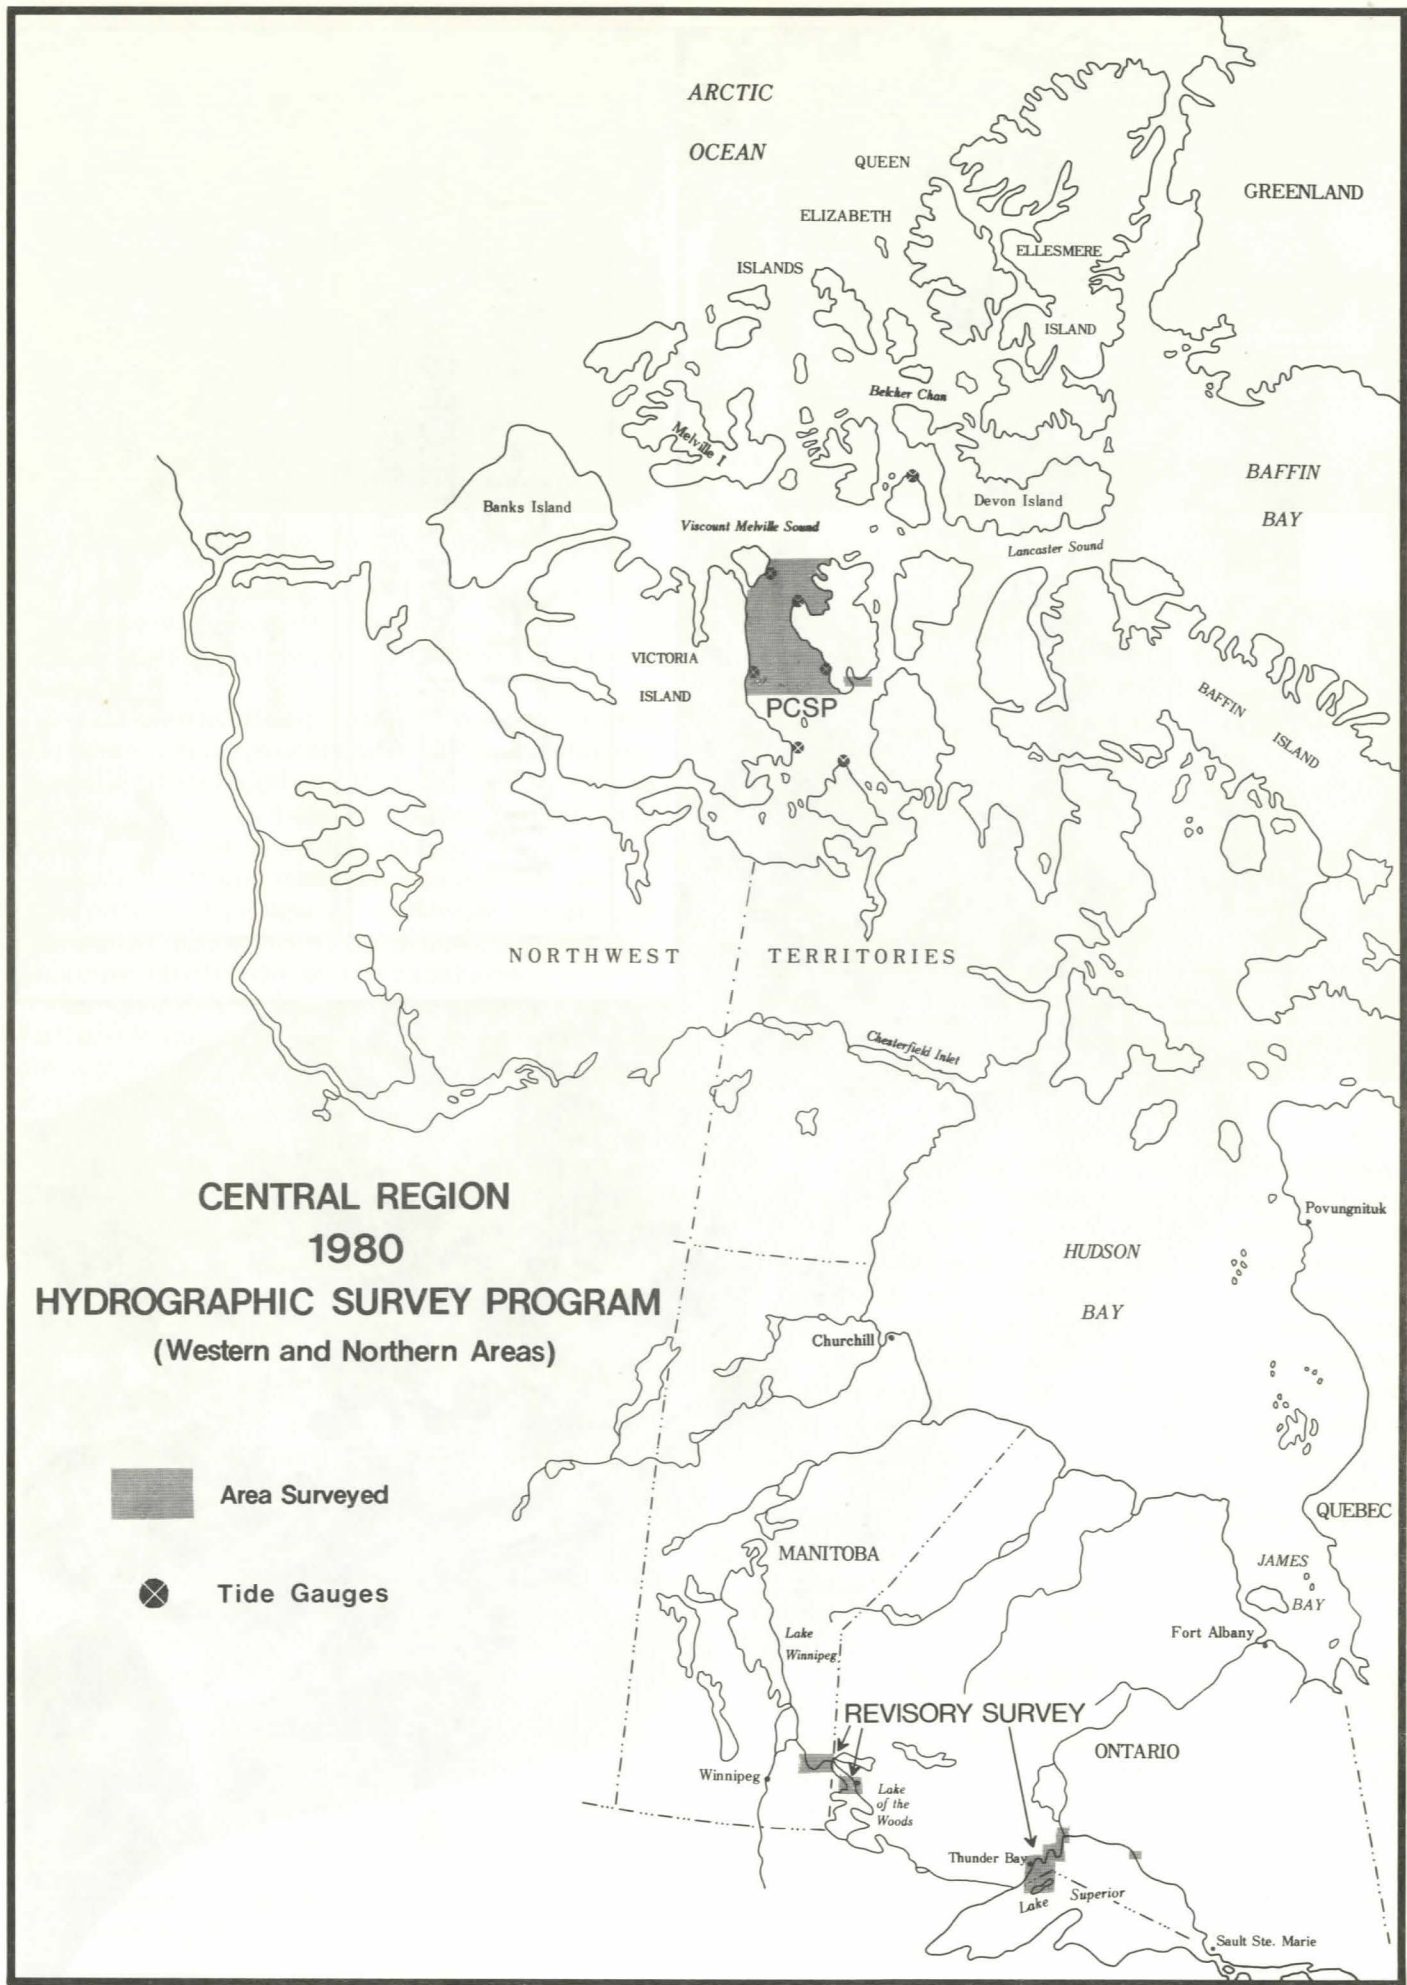 ARCTIC
OCEAN
QUEEN
ELIZABETH
ISLANDS
GREENLAND
ELLESMERE
ISLAND
Belcher Chan
Melville I
Banks Island
Devon Island
BAFFIN
BAY
Viscount Melville Sound
Lancaster Sound
VICTORIA
ISLAND
PCSP
BAFFIN
ISLAND
NORTHWEST TERRITORIES
Chesterfield Inlet
CENTRAL REGION
1980
HYDROGRAPHIC SURVEY PROGRAM
(Western and Northern Areas)
Povungnituk
HUDSON
BAY
Churchill
Area Surveyed
Tide Gauges
QUEBEC
MANITOBA
JAMES
BAY
Lake
Winnipeg
Fort Albany
REVISORY SURVEY
ONTARIO
Winnipeg
Lake
of the
Woods
Thunder Bay
Lake Superior
Sault Ste. Marie